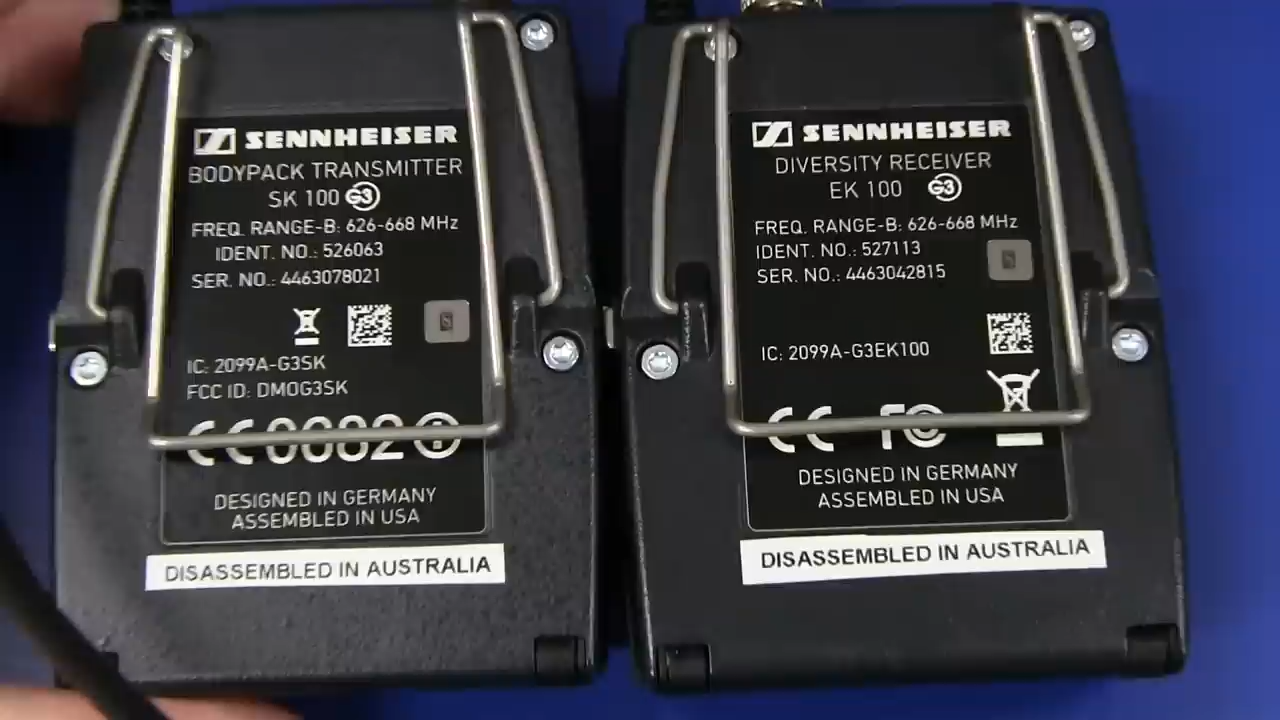 SENNHEISER
BODYPACK TRANSMITTER
SK 100 G3
FREQ. RANGE-B: 626-668 MHz
IDENT. NO.: 526063
SER. NO.: 4463078021
IC: 2099A-G3SK
FCC ID: DMOG3SK
CE 0682
DESIGNED IN GERMANY
ASSEMBLED IN USA
DISASSEMBLED IN AUSTRALIA
SENNHEISER
DIVERSITY RECEIVER
EK 100 G3
FREQ. RANGE-B: 626-668 MHz
IDENT. NO.: 527113
SER. NO.: 4463042815
IC: 2099A-G3EK100
CE FC
DESIGNED IN GERMANY
ASSEMBLED IN USA
DISASSEMBLED IN AUSTRALIA